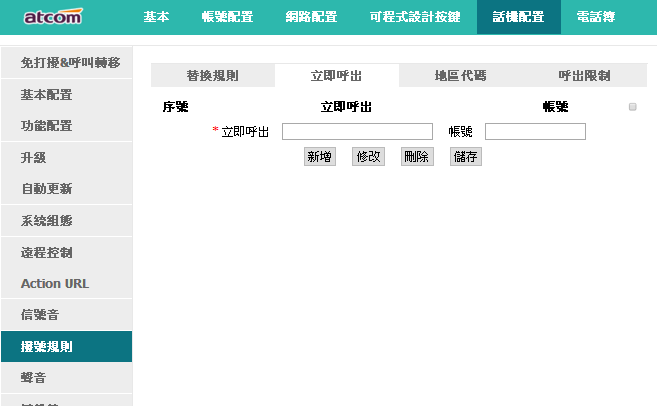 atcom
基本 帳號配置 網路配置 可程式設計按鍵 話機配置 電話簿
免打擾&呼叫轉移
基本配置
功能配置
升級
自動更新
系統組態
遠程控制
Action URL
信號音
撥號規則
聲音
替換規則 立即呼出 地區代碼 呼出限制
序號 立即呼出 帳號
* 立即呼出 帳號
新增 修改 刪除 儲存